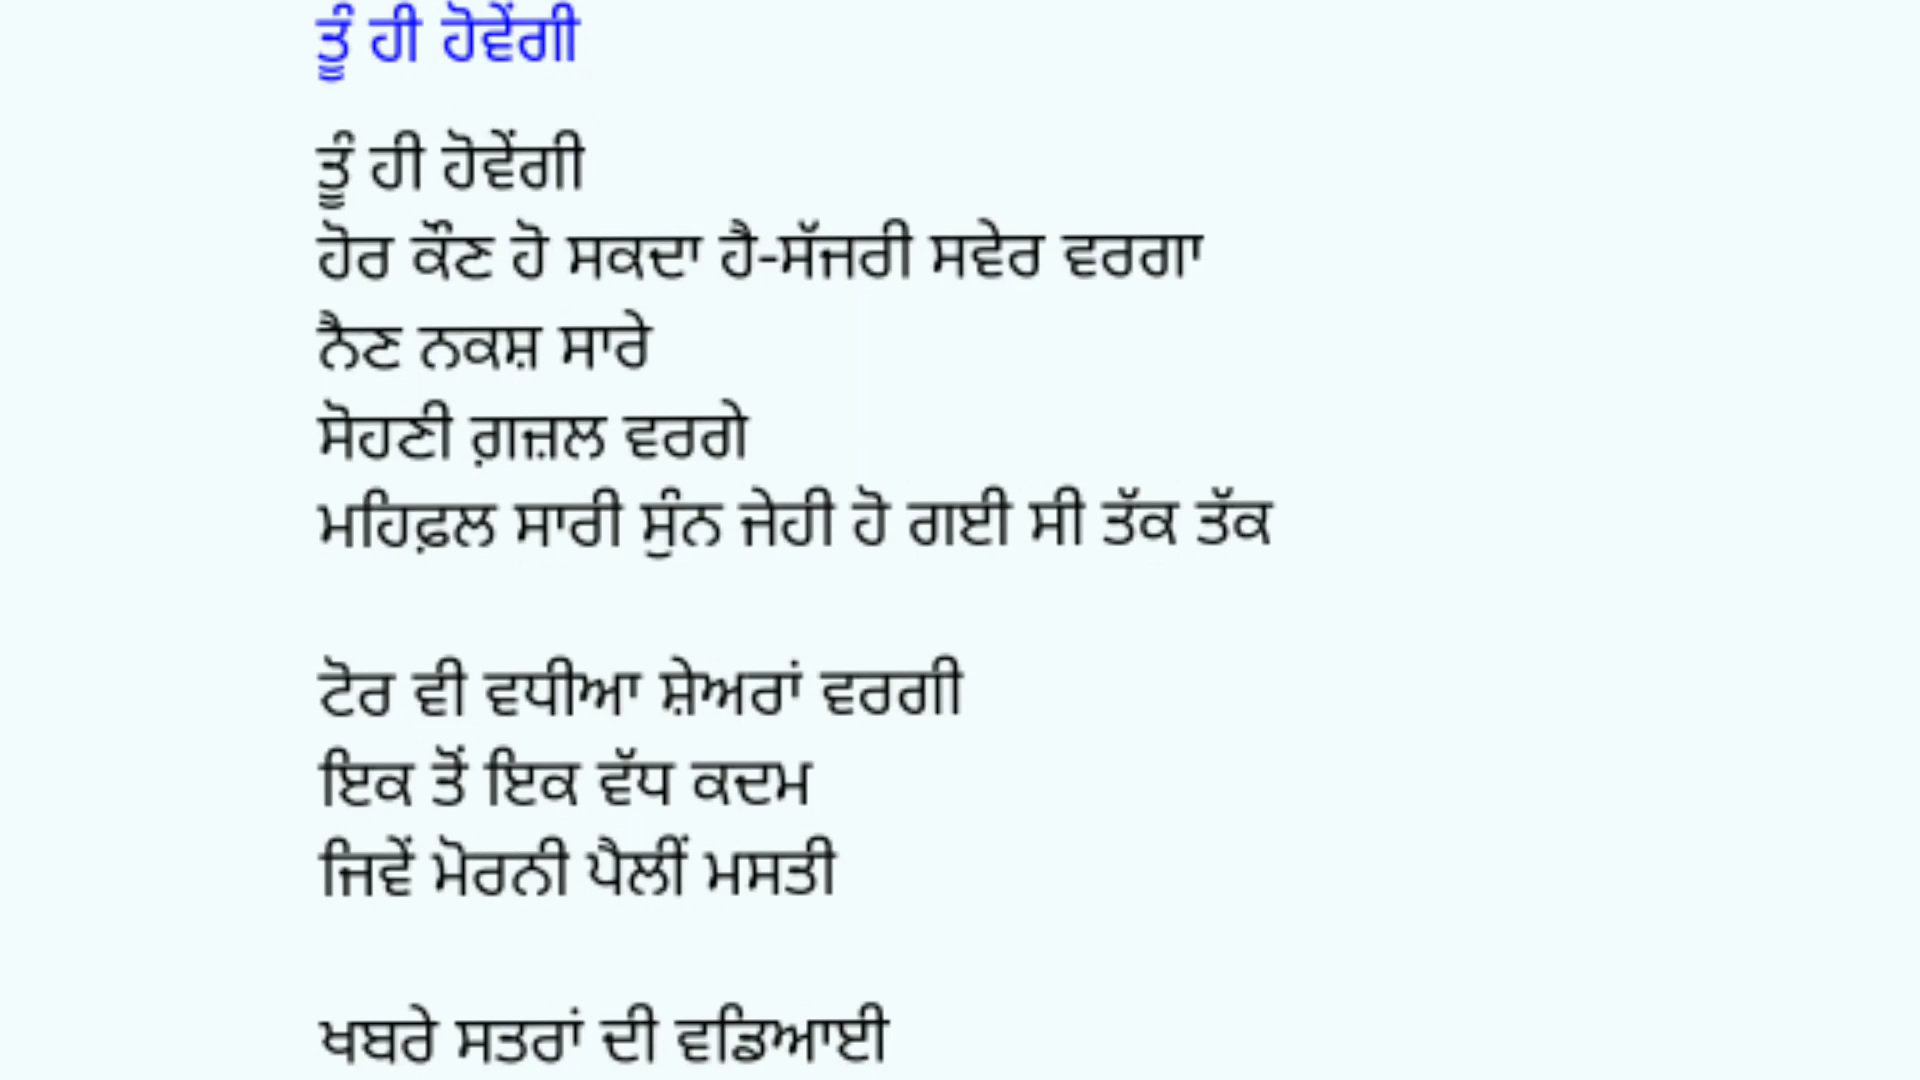 ਤੂੰ ਹੀ ਹੋਵੇਂਗੀ
ਤੂੰ ਹੀ ਹੋਵੇਂਗੀ
ਹੋਰ ਕੌਣ ਹੋ ਸਕਦਾ ਹੈ-ਸੱਜਰੀ ਸਵੇਰ ਵਰਗਾ
ਨੈਣ ਨਕਸ਼ ਸਾਰੇ
ਸੋਹਣੀ ਗ਼ਜ਼ਲ ਵਰਗੇ
ਮਹਿਫ਼ਲ ਸਾਰੀ ਸੁੰਨ ਜੇਹੀ ਹੋ ਗਈ ਸੀ ਤੱਕ ਤੱਕ
ਟੋਰ ਵੀ ਵਧੀਆ ਸ਼ੇਅਰਾਂ ਵਰਗੀ
ਇਕ ਤੋਂ ਇਕ ਵੱਧ ਕਦਮ
ਜਿਵੇਂ ਮੋਰਨੀ ਪੈਲੀਂ ਮਸਤੀ
ਖਬਰੇ ਸਤਰਾਂ ਦੀ ਵਡਿਆਈ